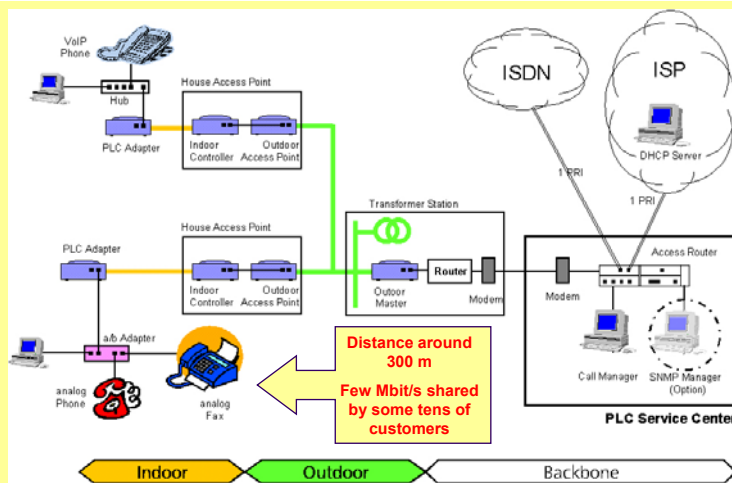 VoIP
Phone
Hub
PLC Adapter
House Access Point
Indoor
Controller
Outdoor
Access Point
ISDN
ISP
DHCP Server
1 PRI
1 PRI
Transformer Station
House Access Point
PLC Adapter
Indoor
Controller
Outdoor
Access Point
Outoor
Master
Router
Modem
Modem
Access Router
a/b Adapter
analog
Phone
analog
Fax
Distance around
300 m
Few Mbit/s shared
by some tens of
customers
Call Manager
SNMP Manager
(Option)
PLC Service Center
Indoor
Outdoor
Backbone